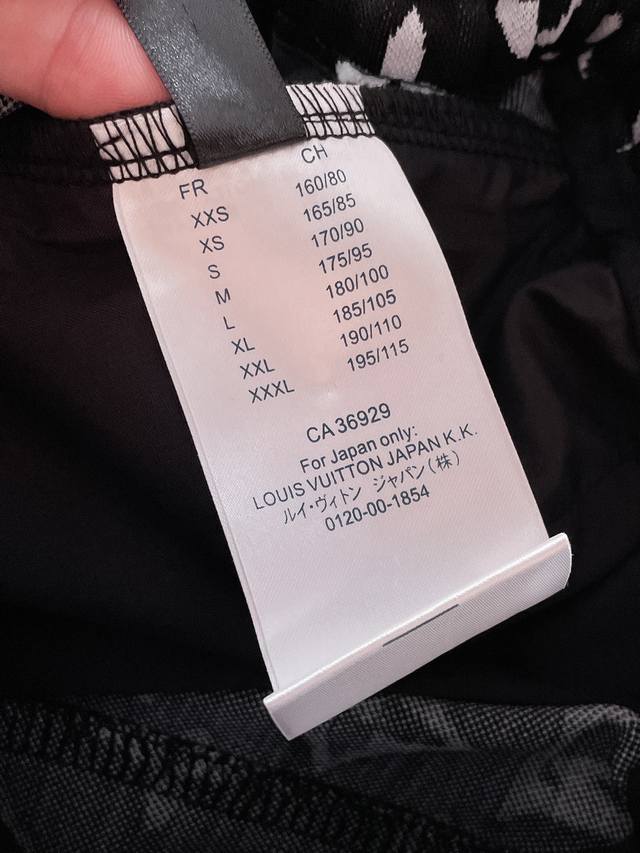 FR CH
XXS 160/80
XS 165/85
S 170/90
M 175/95
L 180/100
XL 185/105
XXL 190/110
XXXL 195/115
CA 36929
For Japan only:
LOUIS VUITTON JAPAN K.K.
ルイ・ヴィトン ジャパン(株)
0120-00-1854